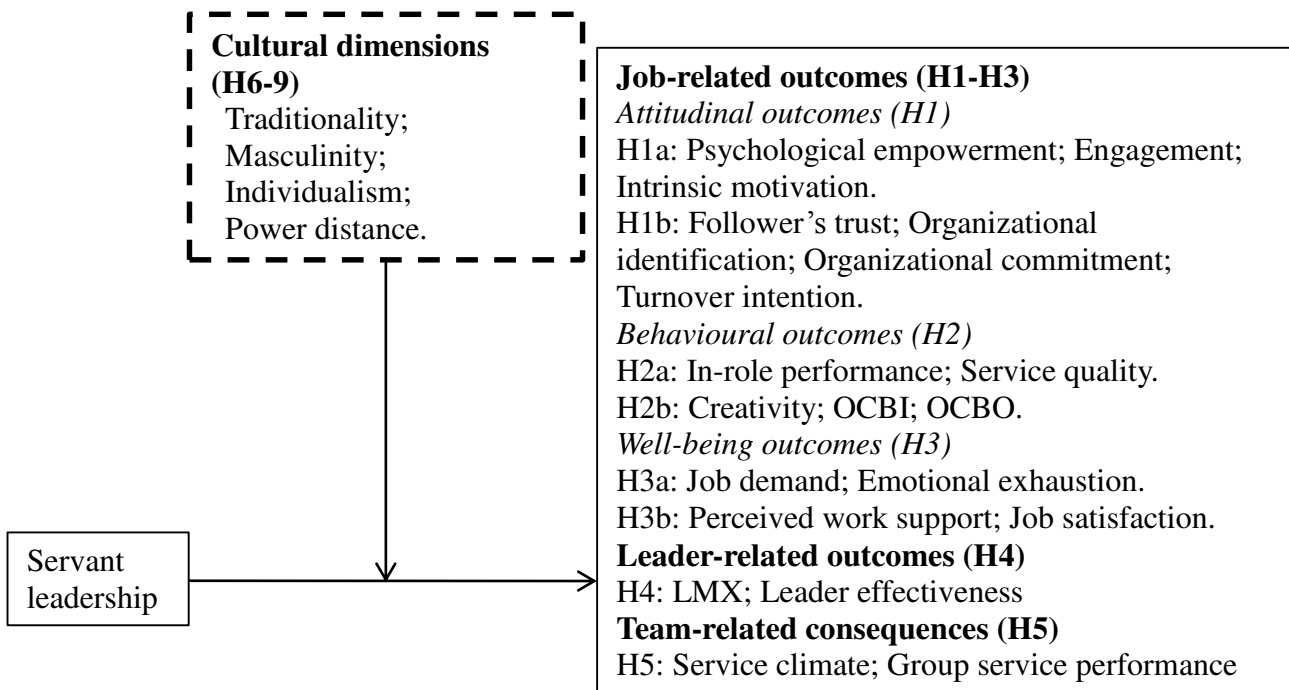 Cultural dimensions
(H6-9)
Traditionality;
Masculinity;
Individualism;
Power distance.
Job-related outcomes (H1-H3)
Attitudinal outcomes (H1)
H1a: Psychological empowerment; Engagement;
Intrinsic motivation.
H1b: Follower’s trust; Organizational
identification; Organizational commitment;
Turnover intention.
Behavioural outcomes (H2)
H2a: In-role performance; Service quality.
H2b: Creativity; OCBI; OCBO.
Well-being outcomes (H3)
H3a: Job demand; Emotional exhaustion.
H3b: Perceived work support; Job satisfaction.
Leader-related outcomes (H4)
H4: LMX; Leader effectiveness
Team-related consequences (H5)
H5: Service climate; Group service performance
Servant
leadership